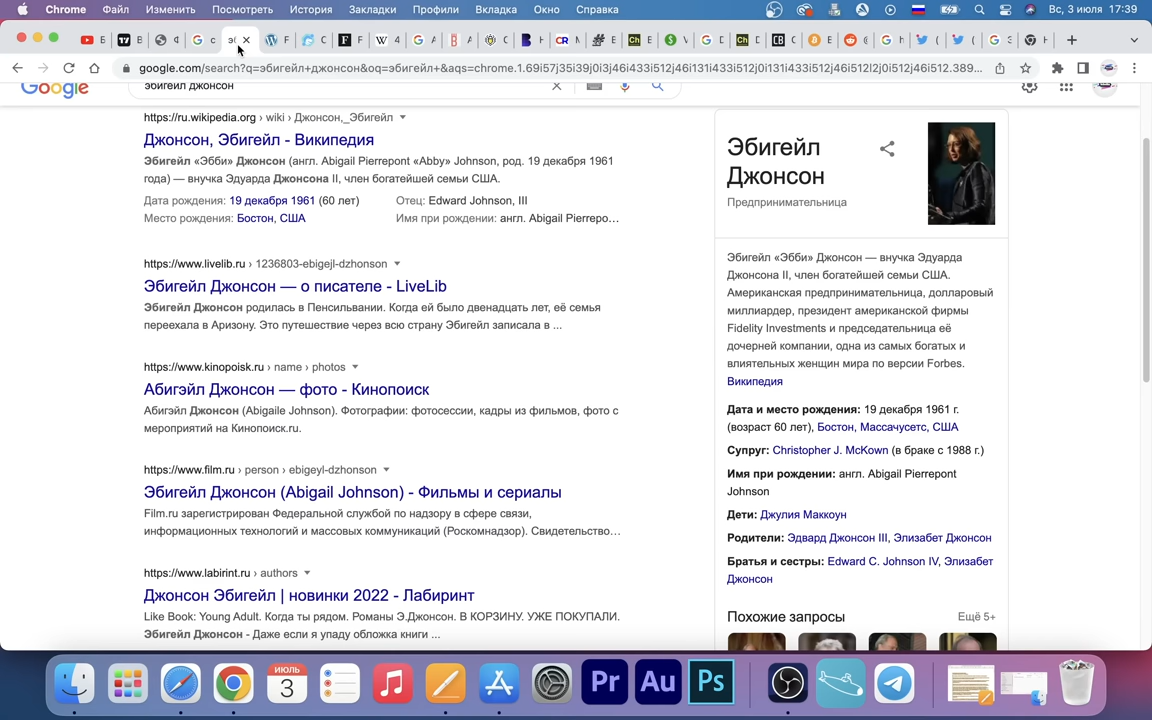 Chrome Файл Изменить Посмотреть История Закладки Профили Вкладка Окно Справка Вс, 3 июля 17:39
google.com/search?q=эбигейл+джонсон&oq=эбигейл+&aqs=chrome.1.69i57j35i39j0i3j46i433i512j46i131i433i512j0i131i433i512j46i512l2j0i512j46i512.389...
Google
эбигейл джонсон
https://ru.wikipedia.org › wiki › Джонсон,_Эбигейл
Джонсон, Эбигейл - Википедия
Эбигейл «Эбби» Джонсон (англ. Abigail Pierrepont «Abby» Johnson, род. 19 декабря 1961
года) — внучка Эдуарда Джонсона II, член богатейшей семьи США.
Дата рождения: 19 декабря 1961 (60 лет) Отец: Edward Johnson, III
Место рождения: Бостон, США Имя при рождении: англ. Abigail Pierrepo...
https://www.livelib.ru › 1236803-ebigejl-dzhonson
Эбигейл Джонсон — о писателе - LiveLib
Эбигейл Джонсон родилась в Пенсильвании. Когда ей было двенадцать лет, её семья
переехала в Аризону. Это путешествие через всю страну Эбигейл записала в ...
https://www.kinopoisk.ru › name › photos
Абигэйл Джонсон — фото - Кинопоиск
Абигэйл Джонсон (Abigaile Johnson). Фотографии: фотосессии, кадры из фильмов, фото с
мероприятий на Кинопоиск.ru.
https://www.film.ru › person › ebigeyl-dzhonson
Эбигейл Джонсон (Abigail Johnson) - Фильмы и сериалы
Film.ru зарегистрирован Федеральной службой по надзору в сфере связи,
информационных технологий и массовых коммуникаций (Роскомнадзор). Свидетельство...
https://www.labirint.ru › authors
Джонсон Эбигейл | новинки 2022 - Лабиринт
Like Book: Young Adult. Когда ты рядом. Романы Э.Джонсон. В КОРЗИНУ. УЖЕ ПОКУПАЛИ.
Эбигейл Джонсон - Даже если я упаду обложка книги ...
Эбигейл
Джонсон
Предпринимательница
Эбигейл «Эбби» Джонсон — внучка Эдуарда
Джонсона II, член богатейшей семьи США.
Американская предпринимательница, долларовый
миллиардер, президент американской фирмы
Fidelity Investments и председательница её
дочерней компании, одна из самых богатых и
влиятельных женщин мира по версии Forbes.
Википедия
Дата и место рождения: 19 декабря 1961 г.
(возраст 60 лет), Бостон, Массачусетс, США
Супруг: Christopher J. McKown (в браке с 1988 г.)
Имя при рождении: англ. Abigail Pierrepont
Johnson
Дети: Джулия Маккоун
Родители: Эдвард Джонсон III, Элизабет Джонсон
Братья и сестры: Edward C. Johnson IV, Элизабет
Джонсон
Похожие запросы Ещё 5+
ИЮЛЬ
3
Pr Au Ps